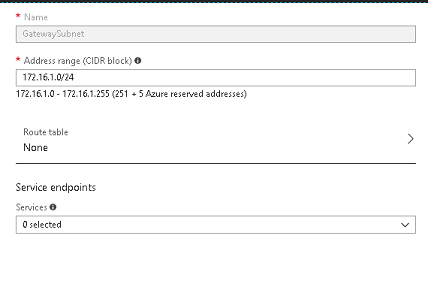 * Name
GatewaySubnet
* Address range (CIDR block)
172.16.1.0/24
172.16.1.0 - 172.16.1.255 (251 + 5 Azure reserved addresses)
Route table
None
Service endpoints
Services
0 selected